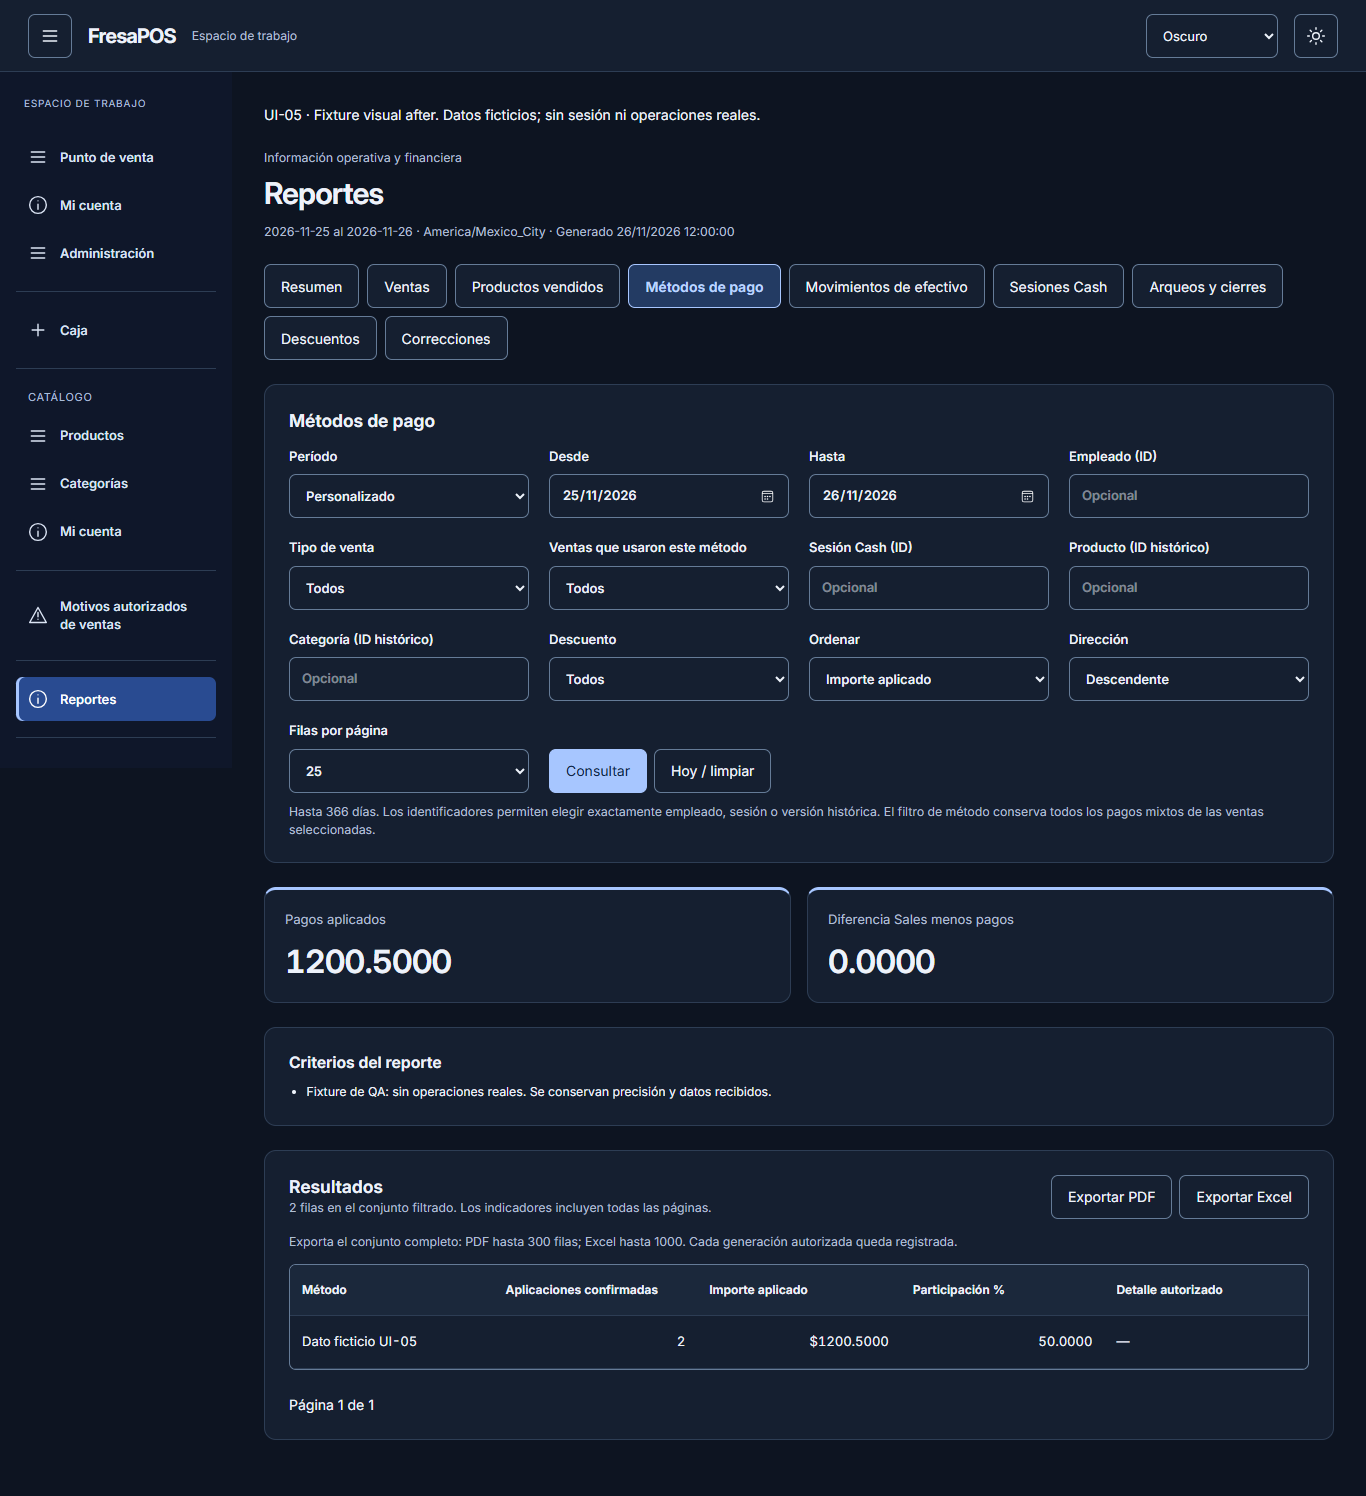 FresaPOS
Espacio de trabajo
Oscuro
ESPACIO DE TRABAJO
Punto de venta
Mi cuenta
Administración
Caja
CATÁLOGO
Productos
Categorías
Mi cuenta
Motivos autorizados
de ventas
Reportes
UI-05 · Fixture visual after. Datos ficticios; sin sesión ni operaciones reales.
Información operativa y financiera
Reportes
2026-11-25 al 2026-11-26 · America/Mexico_City · Generado 26/11/2026 12:00:00
Resumen
Ventas
Productos vendidos
Métodos de pago
Movimientos de efectivo
Sesiones Cash
Arqueos y cierres
Descuentos
Correcciones
Métodos de pago
Período
Desde
Hasta
Empleado (ID)
Personalizado
25/11/2026
26/11/2026
Opcional
Tipo de venta
Ventas que usaron este método
Sesión Cash (ID)
Producto (ID histórico)
Todos
Todos
Opcional
Opcional
Categoría (ID histórico)
Descuento
Ordenar
Dirección
Opcional
Todos
Importe aplicado
Descendente
Filas por página
25
Consultar
Hoy / limpiar
Hasta 366 días. Los identificadores permiten elegir exactamente empleado, sesión o versión histórica. El filtro de método conserva todos los pagos mixtos de las ventas
seleccionadas.
Pagos aplicados
1200.5000
Diferencia Sales menos pagos
0.0000
Criterios del reporte
• Fixture de QA: sin operaciones reales. Se conservan precisión y datos recibidos.
Resultados
2 filas en el conjunto filtrado. Los indicadores incluyen todas las páginas.
Exportar PDF
Exportar Excel
Exporta el conjunto completo: PDF hasta 300 filas; Excel hasta 1000. Cada generación autorizada queda registrada.
Método
Aplicaciones confirmadas
Importe aplicado
Participación %
Detalle autorizado
Dato ficticio UI-05
2
$1200.5000
50.0000
—
Página 1 de 1